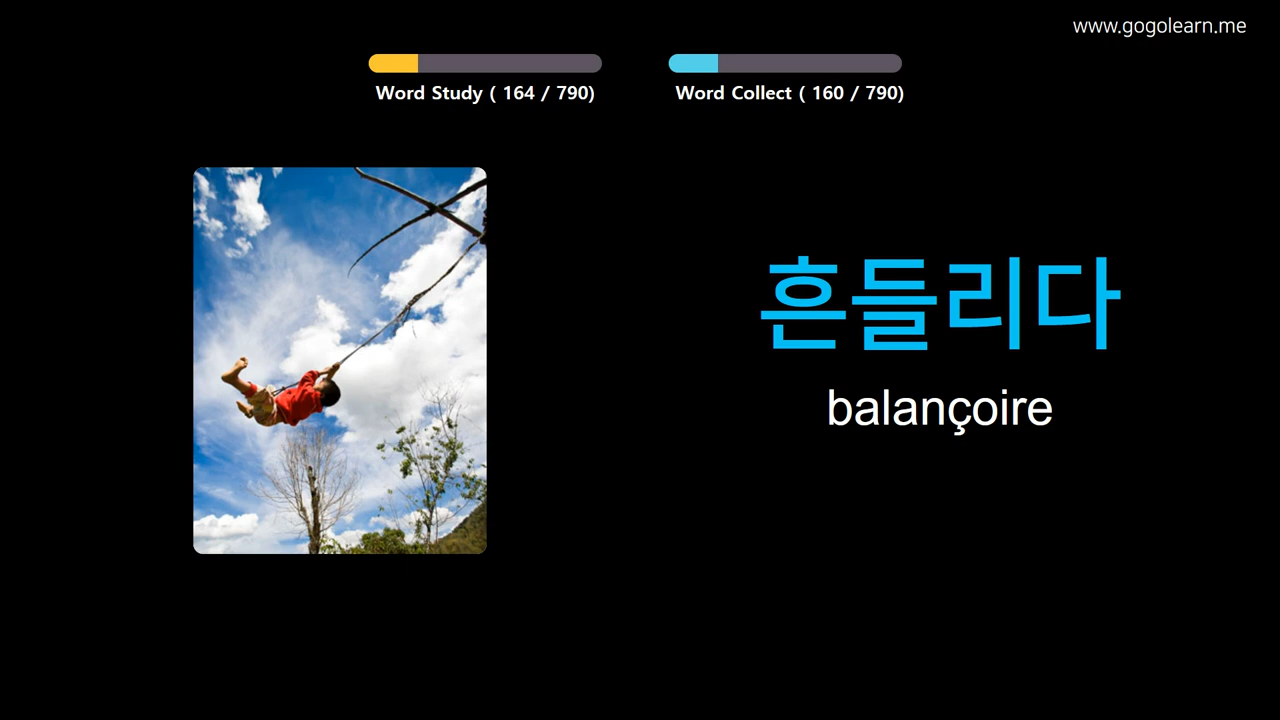 www.gogolearn.me
Word Study ( 164 / 790)
Word Collect ( 160 / 790)
흔들리다
balançoire